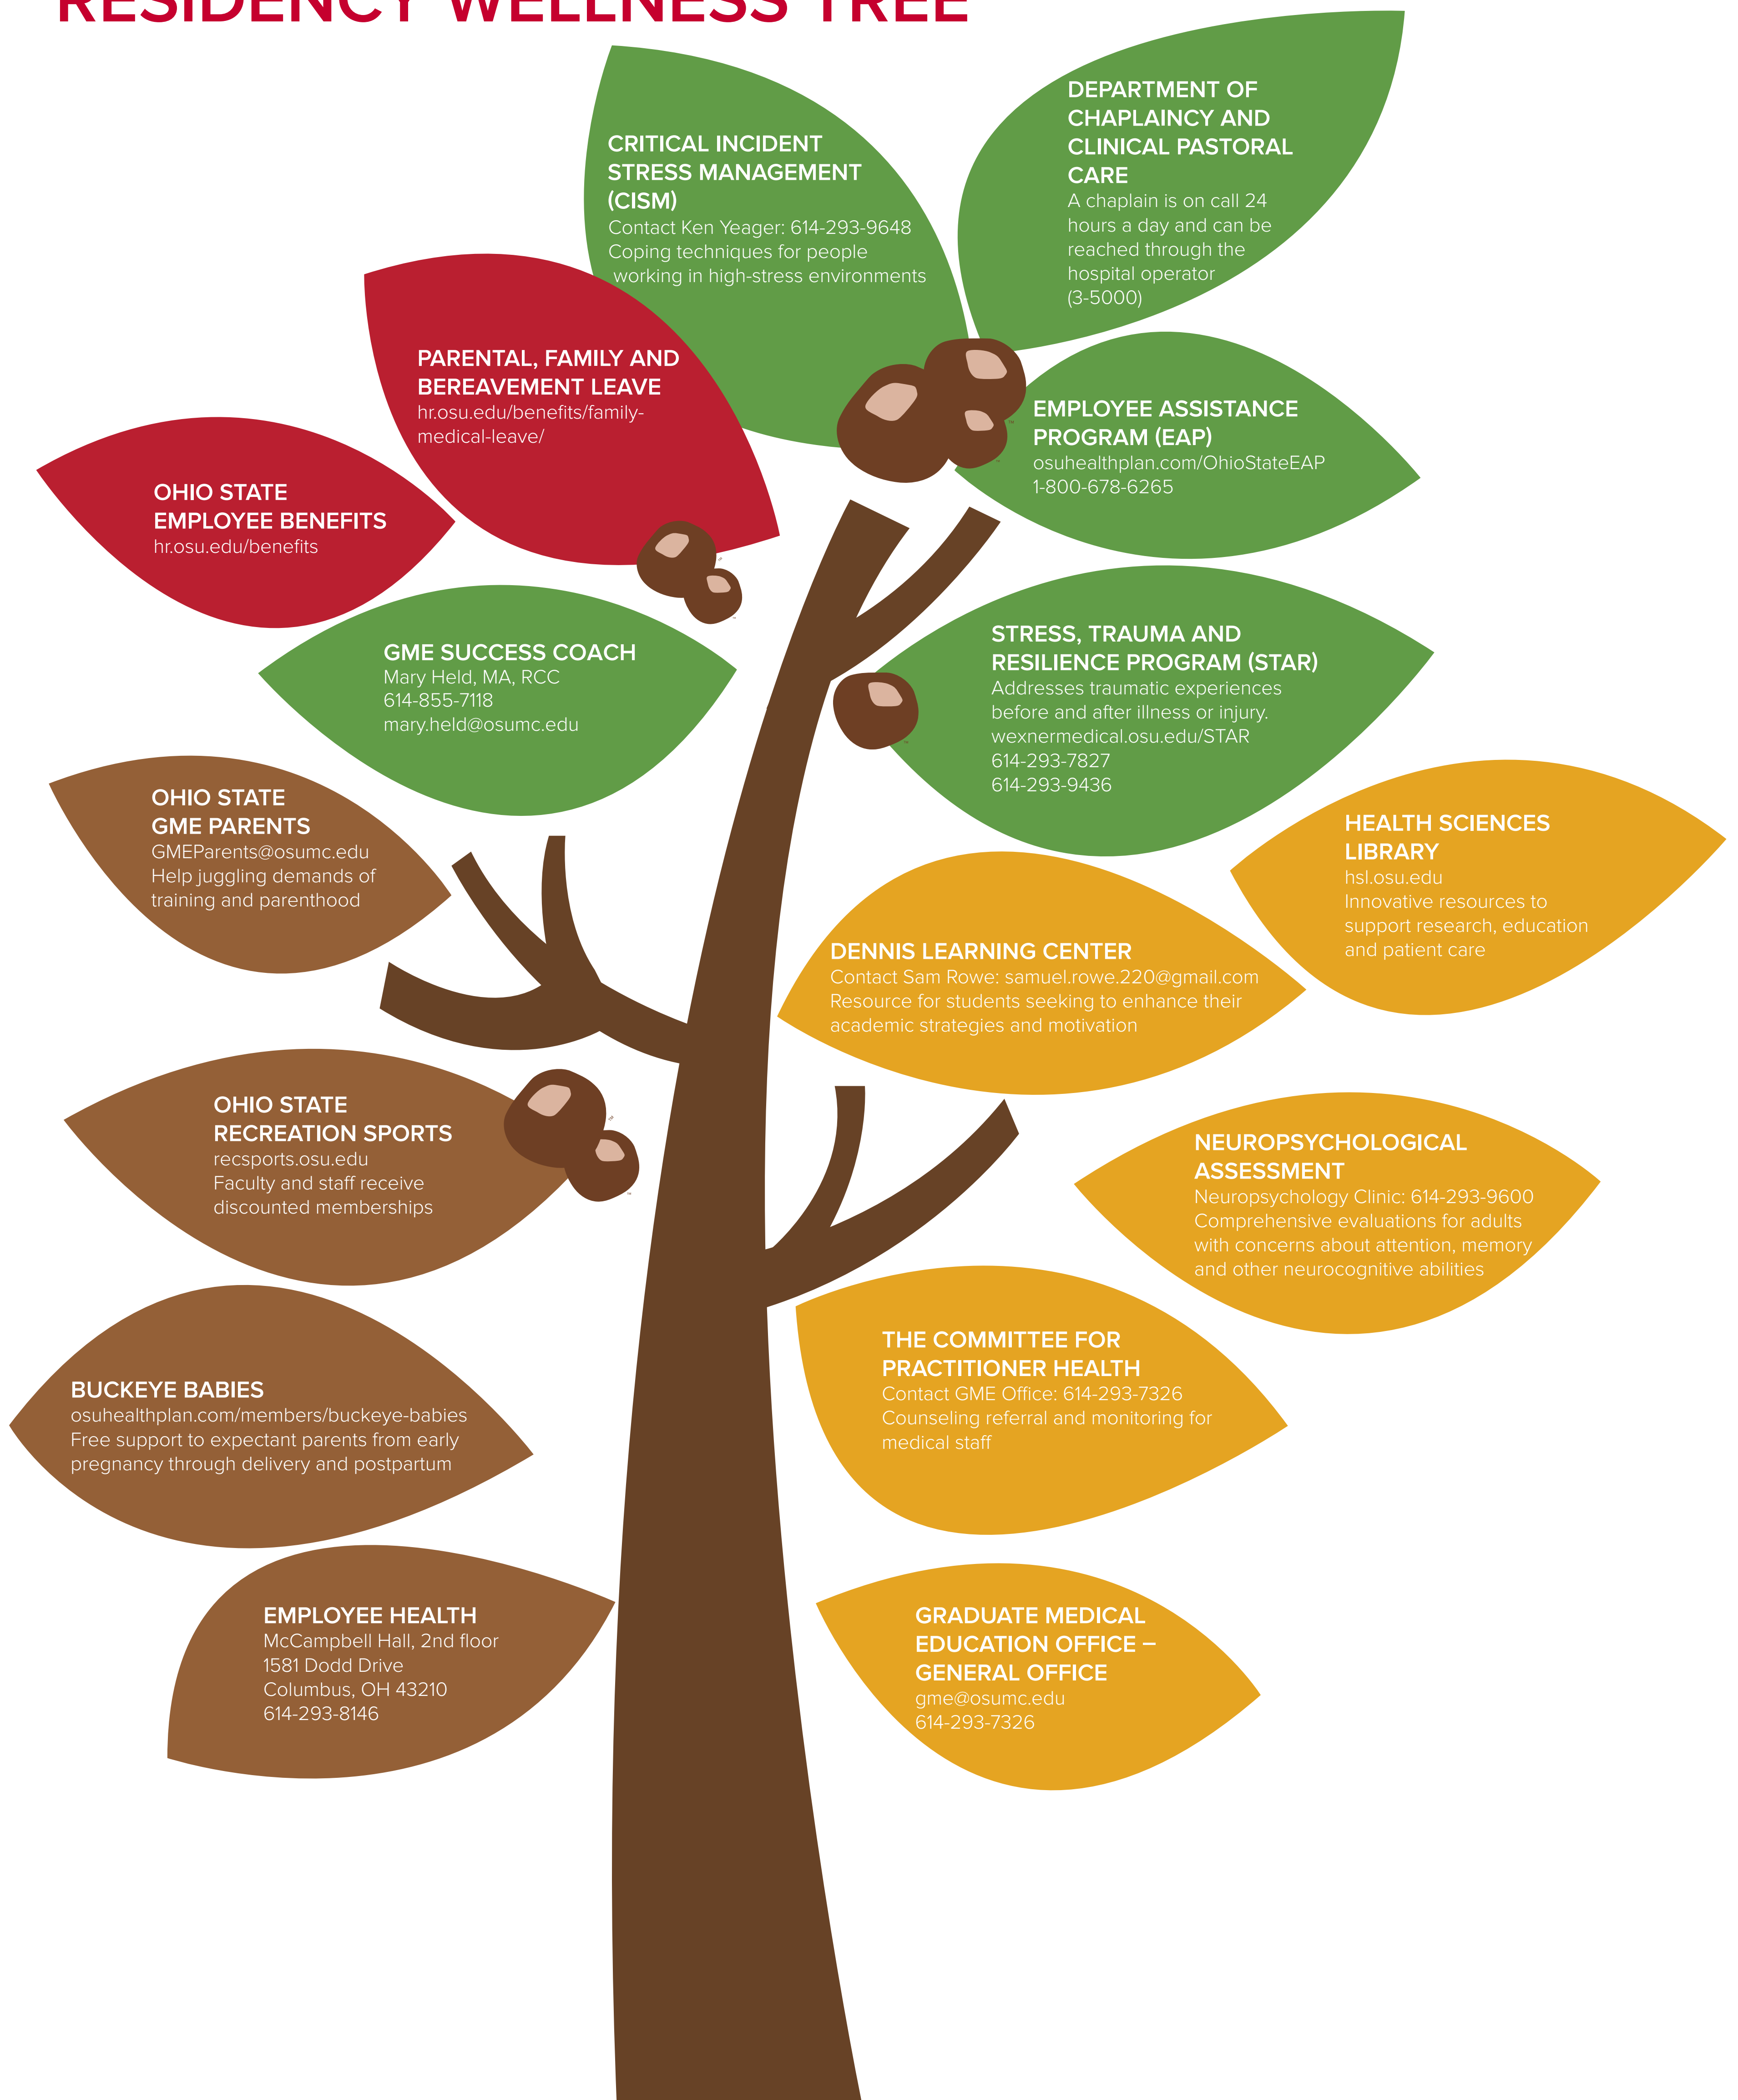 RESIDENCY WELLNESS TREE
CRITICAL INCIDENT
STRESS MANAGEMENT
(CISM)
Contact Ken Yeager: 614-293-9648
Coping techniques for people
working in high-stress environments
DEPARTMENT OF
CHAPLAINCY AND
CLINICAL PASTORAL
CARE
A chaplain is on call 24
hours a day and can be
reached through the
hospital operator
(3-5000)
PARENTAL, FAMILY AND
BEREAVEMENT LEAVE
hr.osu.edu/benefits/family-
medical-leave/
EMPLOYEE ASSISTANCE
PROGRAM (EAP)
osuhealthplan.com/OhioStateEAP
1-800-678-6265
OHIO STATE
EMPLOYEE BENEFITS
hr.osu.edu/benefits
GME SUCCESS COACH
Mary Held, MA, RCC
614-855-7118
mary.held@osumc.edu
STRESS, TRAUMA AND
RESILIENCE PROGRAM (STAR)
Addresses traumatic experiences
before and after illness or injury.
wexnermedical.osu.edu/STAR
614-293-7827
614-293-9436
OHIO STATE
GME PARENTS
GMEParents@osumc.edu
Help juggling demands of
training and parenthood
HEALTH SCIENCES
LIBRARY
hsl.osu.edu
Innovative resources to
support research, education
and patient care
DENNIS LEARNING CENTER
Contact Sam Rowe: samuel.rowe.220@gmail.com
Resource for students seeking to enhance their
academic strategies and motivation
OHIO STATE
RECREATION SPORTS
recsports.osu.edu
Faculty and staff receive
discounted memberships
NEUROPSYCHOLOGICAL
ASSESSMENT
Neuropsychology Clinic: 614-293-9600
Comprehensive evaluations for adults
with concerns about attention, memory
and other neurocognitive abilities
BUCKEYE BABIES
osuhealthplan.com/members/buckeye-babies
Free support to expectant parents from early
pregnancy through delivery and postpartum
THE COMMITTEE FOR
PRACTITIONER HEALTH
Contact GME Office: 614-293-7326
Counseling referral and monitoring for
medical staff
EMPLOYEE HEALTH
McCampbell Hall, 2nd floor
1581 Dodd Drive
Columbus, OH 43210
614-293-8146
GRADUATE MEDICAL
EDUCATION OFFICE –
GENERAL OFFICE
gme@osumc.edu
614-293-7326